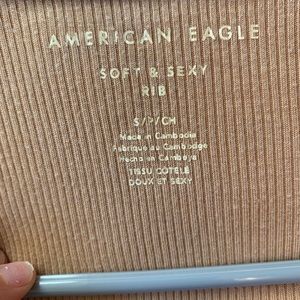 AMERICAN EAGLE
SOFT & SEXY
RIB
S/P/CH
Made in Cambodia
Fabriqué au Cambodge
Hecho en Camboya
TISSU CÔTELÉ
DOUX ET SEXY